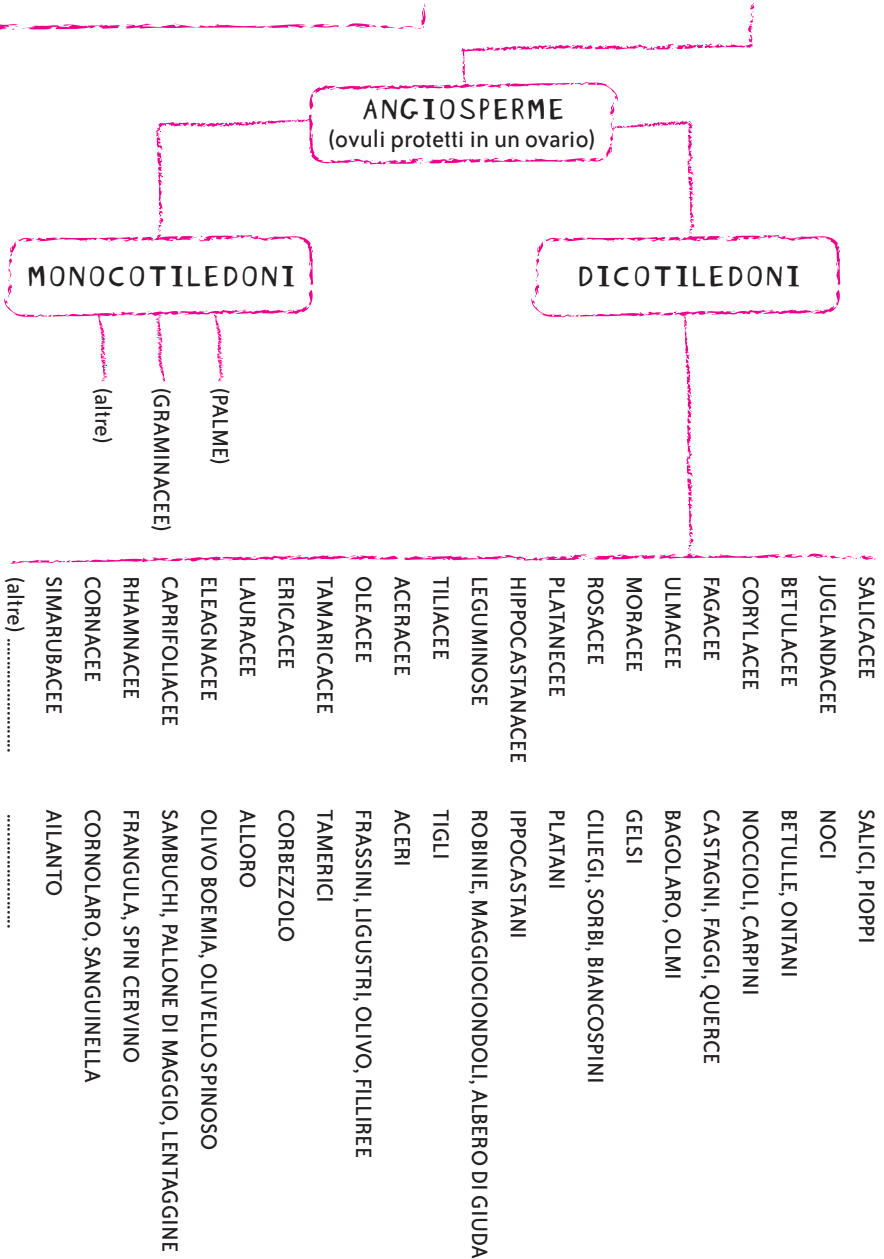 ANGIOSPERME
(ovuli protetti in un ovario)
MONOCOTILEDONI
DICOTILEDONI
(PALME)
(GRAMINACEE)
(altre)
SALICACEE SALICI, PIOPPI
JUGLANDACEE NOCI
BETULACEE BETULLE, ONTANI
CORYLACEE NOCCIOLI, CARPINI
FAGACEE CASTAGNI, FAGGI, QUERCE
ULMACEE BAGOLARO, OLMI
MORACEE GELSI
ROSACEE CILIEGI, SORBI, BIANCOSPINI
PLATANECEE PLATANI
HIPPOCASTANACEE IPPOCASTANI
LEGUMINOSE ROBINIE, MAGGIOCIONDOLI, ALBERO DI GIUDA
TILIACEE TIGLI
ACERACEE ACERI
OLEACEE FRASSINI, LIGUSTRI, OLIVO, FILLIREE
TAMARICACEE TAMERICI
ERICACEE CORBEZZOLO
LAURACEE ALLORO
ELEAGNACEE OLIVO BOEMIA, OLIVELLO SPINOSO
CAPRIFOLIACEE SAMBUCHI, PALLONE DI MAGGIO, LENTAGGINE
RHAMNACEE FRANGULA, SPIN CERVINO
CORNACEE CORNOLARO, SANGUINELLA
SIMARUBACEE AILANTO
(altre) ........................ ........................